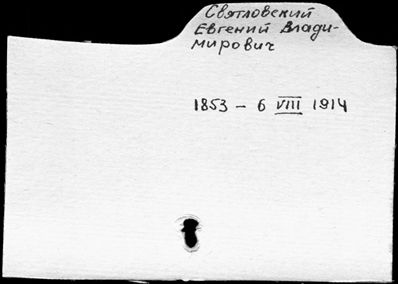 Святловский
Евгений Влади-
мирович
1853 – 6 VIII 1914